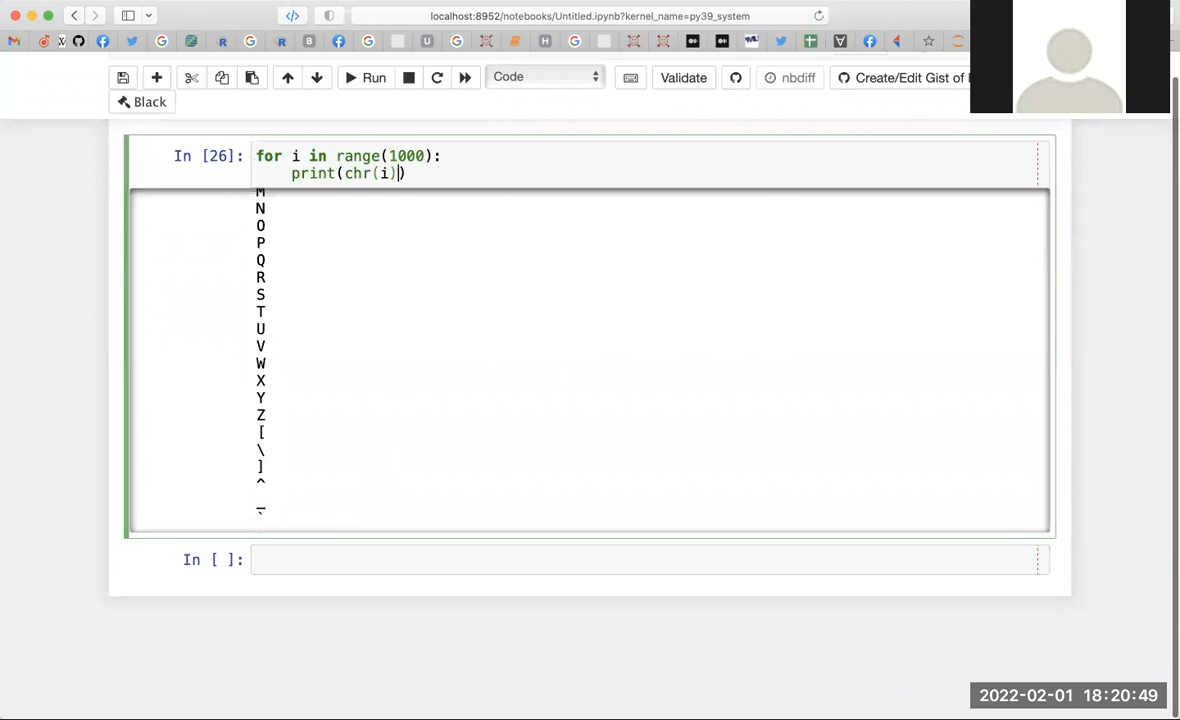 localhost:8952/notebooks/Untitled.ipynb?kernel_name=py39_system
Run
Code
Validate
nbdiff
Create/Edit Gist of
Black
In [26]:
for i in range(1000):
print(chr(i))
M
N
O
P
Q
R
S
T
U
V
W
X
Y
Z
[
\
]
^
_
`
In [ ]:
2022-02-01 18:20:49